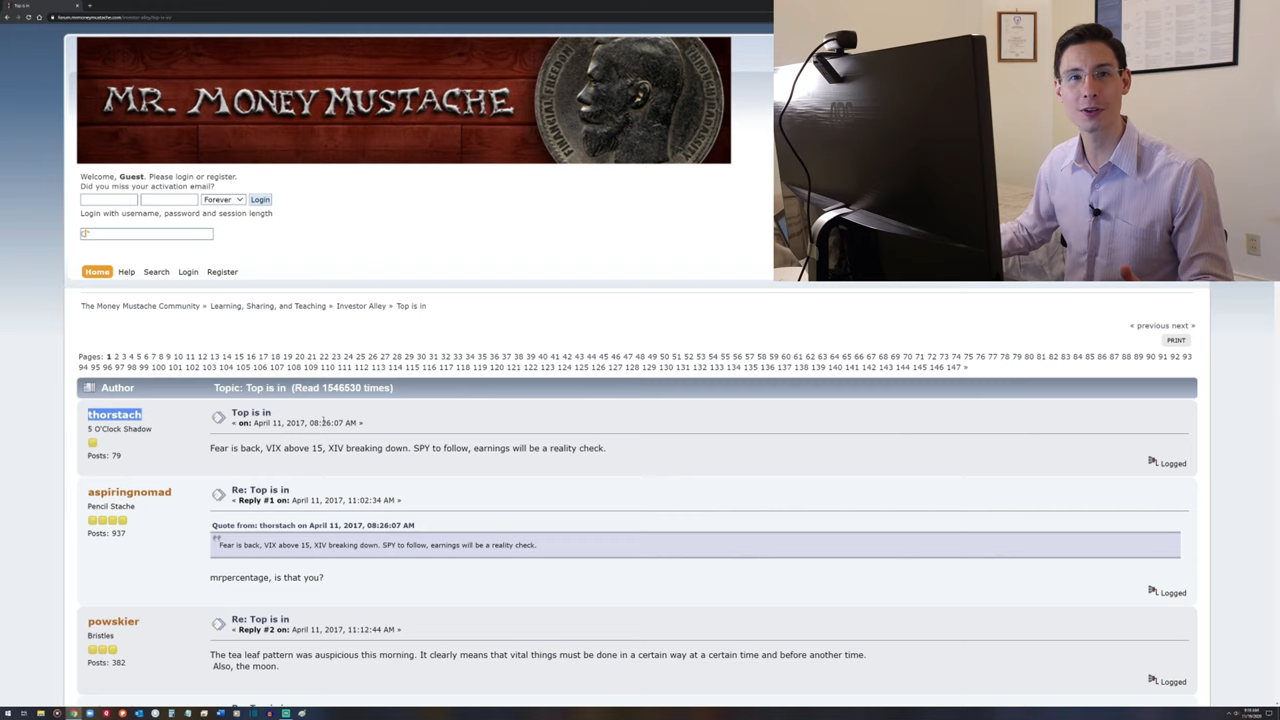 Top is in
forum.mrmoneymustache.com/investor-alley/top-is-in/
MR. MONEY MUSTACHE
FINANCIAL FREEDOM
THROUGH
Welcome, Guest. Please login or register.
Did you miss your activation email?
Forever
Login
Login with username, password and session length
Home Help Search Login Register
The Money Mustache Community » Learning, Sharing, and Teaching » Investor Alley » Top is in
« previous next »
PRINT
Pages: 1 2 3 4 5 6 7 8 9 10 11 12 13 14 15 16 17 18 19 20 21 22 23 24 25 26 27 28 29 30 31 32 33 34 35 36 37 38 39 40 41 42 43 44 45 46 47 48 49 50 51 52 53 54 55 56 57 58 59 60 61 62 63 64 65 66 67 68 69 70 71 72 73 74 75 76 77 78 79 80 81 82 83 84 85 86 87 88 89 90 91 92 93
94 95 96 97 98 99 100 101 102 103 104 105 106 107 108 109 110 111 112 113 114 115 116 117 118 119 120 121 122 123 124 125 126 127 128 129 130 131 132 133 134 135 136 137 138 139 140 141 142 143 144 145 146 147 »
Author Topic: Top is in (Read 1546530 times)
thorstach
5 O'Clock Shadow
Posts: 79
Top is in
« on: April 11, 2017, 08:26:07 AM »
Fear is back, VIX above 15, XIV breaking down. SPY to follow, earnings will be a reality check.
Logged
aspiringnomad
Pencil Stache
Posts: 937
Re: Top is in
« Reply #1 on: April 11, 2017, 11:02:34 AM »
Quote from: thorstach on April 11, 2017, 08:26:07 AM
Fear is back, VIX above 15, XIV breaking down. SPY to follow, earnings will be a reality check.
mrpercentage, is that you?
Logged
powskier
Bristles
Posts: 382
Re: Top is in
« Reply #2 on: April 11, 2017, 11:12:44 AM »
The tea leaf pattern was auspicious this morning. It clearly means that vital things must be done in a certain way at a certain time and before another time.
Also, the moon.
Logged